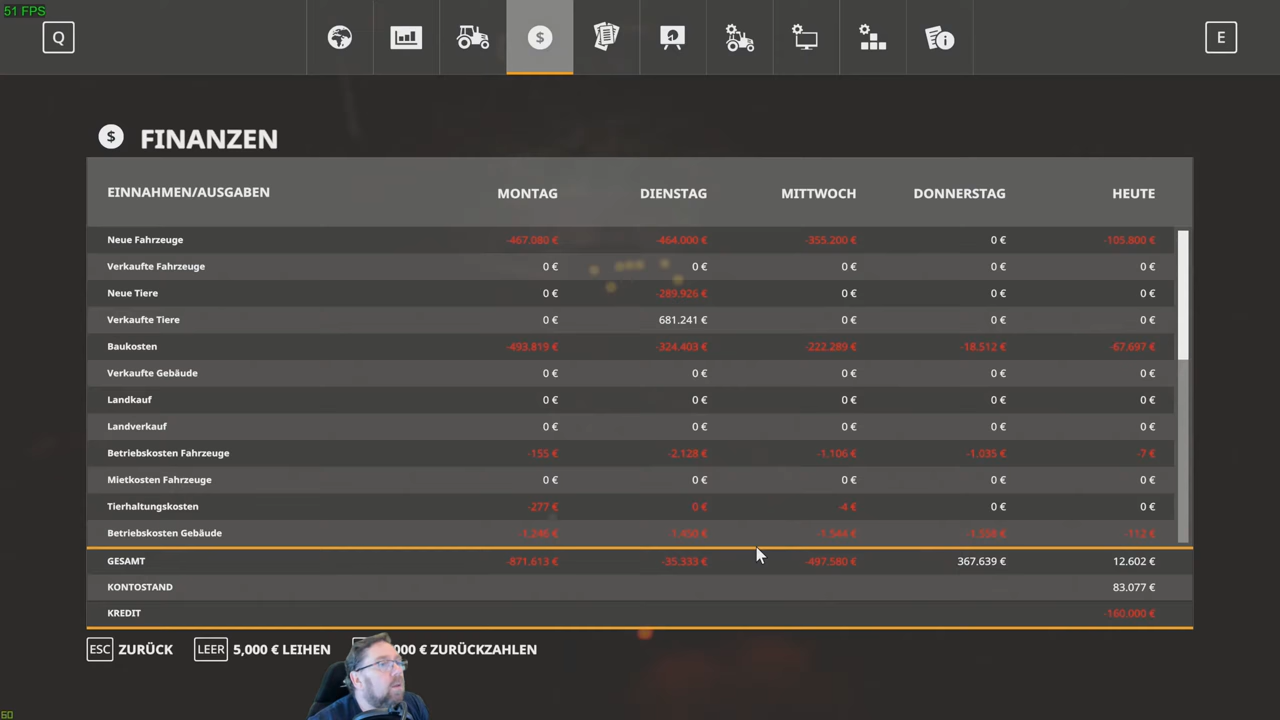 51 FPS
Q
E
$
$ FINANZEN
EINNAHMEN/AUSGABEN MONTAG DIENSTAG MITTWOCH DONNERSTAG HEUTE
Neue Fahrzeuge -467.080 € -464.000 € -355.200 € 0 € -105.800 €
Verkaufte Fahrzeuge 0 € 0 € 0 € 0 € 0 €
Neue Tiere 0 € -289.926 € 0 € 0 € 0 €
Verkaufte Tiere 0 € 681.241 € 0 € 0 € 0 €
Baukosten -493.819 € -324.403 € -222.289 € -18.512 € -67.697 €
Verkaufte Gebäude 0 € 0 € 0 € 0 € 0 €
Landkauf 0 € 0 € 0 € 0 € 0 €
Landverkauf 0 € 0 € 0 € 0 € 0 €
Betriebskosten Fahrzeuge -155 € -2.128 € -1.106 € -1.035 € -7 €
Mietkosten Fahrzeuge 0 € 0 € 0 € 0 € 0 €
Tierhaltungskosten -277 € 0 € -4 € 0 € 0 €
Betriebskosten Gebäude -112 €
GESAMT -871.613 € -35.333 € -497.580 € 367.639 € 12.602 €
KONTOSTAND 83.077 €
KREDIT -160.000 €
ESC ZURÜCK LEER 5,000 € LEIHEN € ZURÜCKZAHLEN
60